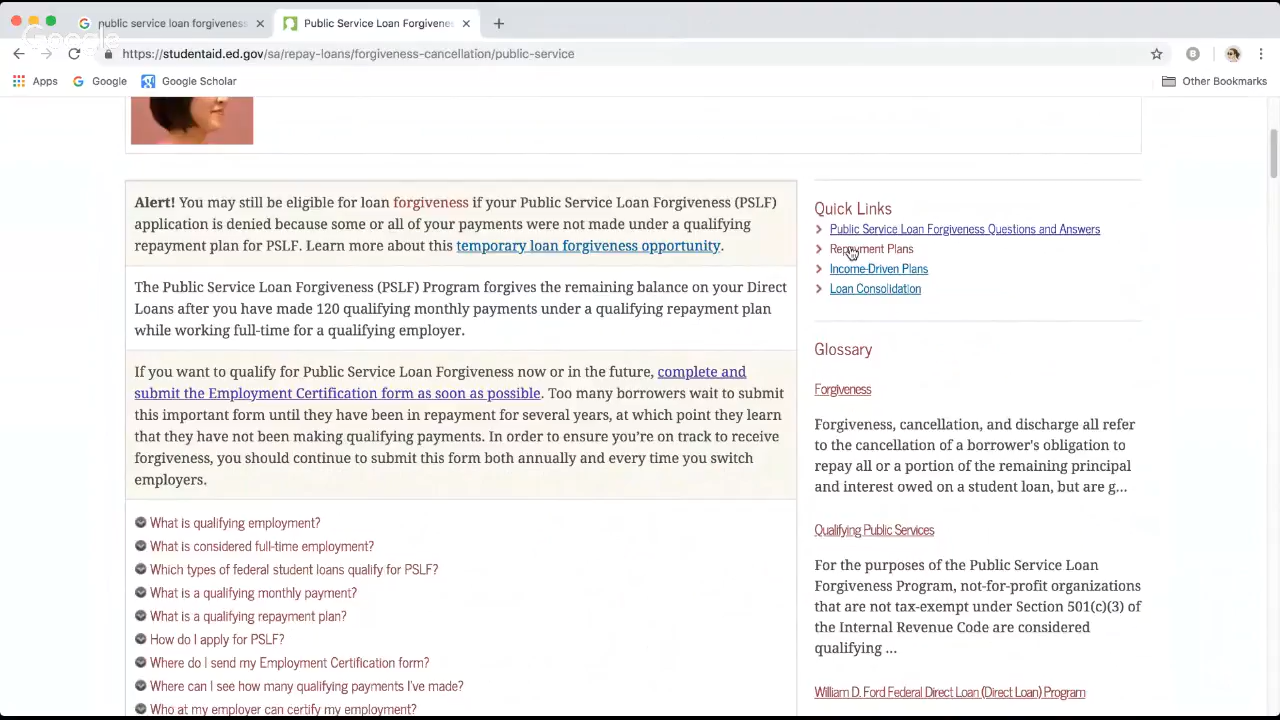 public service loan forgiveness
Public Service Loan Forgivenes
Google
https://studentaid.ed.gov/sa/repay-loans/forgiveness-cancellation/public-service
Apps
Google
Google Scholar
Other Bookmarks
Alert! You may still be eligible for loan forgiveness if your Public Service Loan Forgiveness (PSLF)
application is denied because some or all of your payments were not made under a qualifying
repayment plan for PSLF. Learn more about this temporary loan forgiveness opportunity.
The Public Service Loan Forgiveness (PSLF) Program forgives the remaining balance on your Direct
Loans after you have made 120 qualifying monthly payments under a qualifying repayment plan
while working full-time for a qualifying employer.
If you want to qualify for Public Service Loan Forgiveness now or in the future, complete and
submit the Employment Certification form as soon as possible. Too many borrowers wait to submit
this important form until they have been in repayment for several years, at which point they learn
that they have not been making qualifying payments. In order to ensure you’re on track to receive
forgiveness, you should continue to submit this form both annually and every time you switch
employers.
What is qualifying employment?
What is considered full-time employment?
Which types of federal student loans qualify for PSLF?
What is a qualifying monthly payment?
What is a qualifying repayment plan?
How do I apply for PSLF?
Where do I send my Employment Certification form?
Where can I see how many qualifying payments I've made?
Who at my employer can certify my employment?
Quick Links
Public Service Loan Forgiveness Questions and Answers
Repayment Plans
Income-Driven Plans
Loan Consolidation
Glossary
Forgiveness
Forgiveness, cancellation, and discharge all refer
to the cancellation of a borrower's obligation to
repay all or a portion of the remaining principal
and interest owed on a student loan, but are g...
Qualifying Public Services
For the purposes of the Public Service Loan
Forgiveness Program, not-for-profit organizations
that are not tax-exempt under Section 501(c)(3) of
the Internal Revenue Code are considered
qualifying ...
William D. Ford Federal Direct Loan (Direct Loan) Program